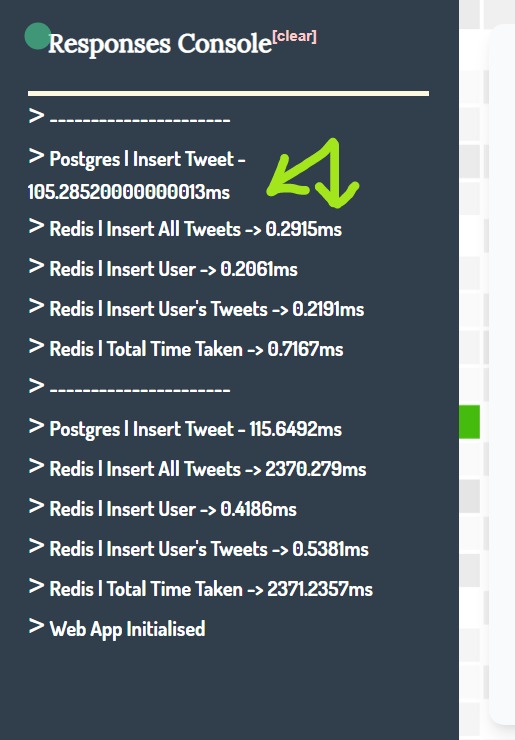 Responses Console[clear]
> ----------------------
> Postgres | Insert Tweet -
105.28520000000013ms
> Redis | Insert All Tweets -> 0.2915ms
> Redis | Insert User -> 0.2061ms
> Redis | Insert User's Tweets -> 0.2191ms
> Redis | Total Time Taken -> 0.7167ms
> ----------------------
> Postgres | Insert Tweet - 115.6492ms
> Redis | Insert All Tweets -> 2370.279ms
> Redis | Insert User -> 0.4186ms
> Redis | Insert User's Tweets -> 0.5381ms
> Redis | Total Time Taken -> 2371.2357ms
> Web App Initialised